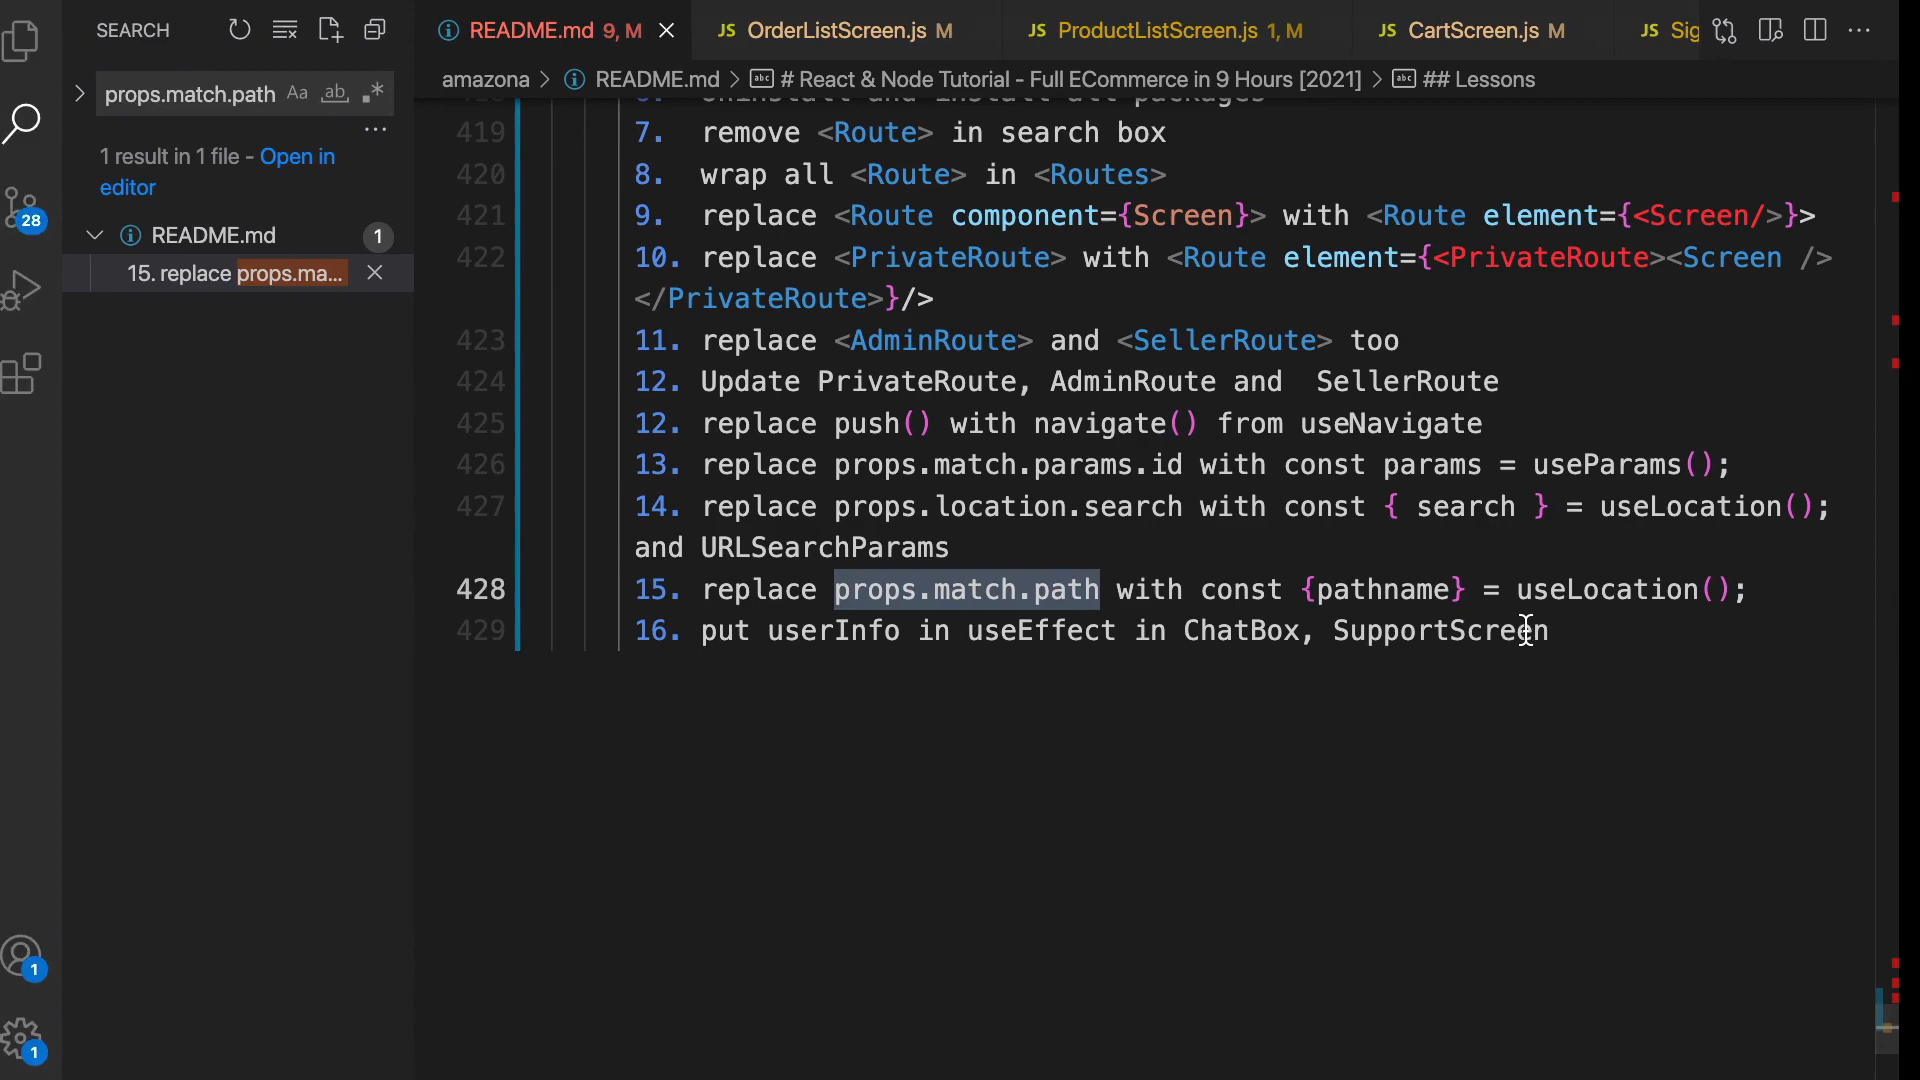 SEARCH
README.md 9, M
JS OrderListScreen.js M
JS ProductListScreen.js 1, M
JS CartScreen.js M
JS Sig
props.match.path Aa ab .*
amazona > README.md > # React & Node Tutorial - Full ECommerce in 9 Hours [2021] > ## Lessons
1 result in 1 file - Open in
editor
README.md 1
15. replace props.ma...
28
419 7. remove <Route> in search box
420 8. wrap all <Route> in <Routes>
421 9. replace <Route component={Screen}> with <Route element={<Screen/>}>
422 10. replace <PrivateRoute> with <Route element={<PrivateRoute><Screen />
</PrivateRoute>}/>
423 11. replace <AdminRoute> and <SellerRoute> too
424 12. Update PrivateRoute, AdminRoute and  SellerRoute
425 12. replace push() with navigate() from useNavigate
426 13. replace props.match.params.id with const params = useParams();
427 14. replace props.location.search with const { search } = useLocation();
and URLSearchParams
428 15. replace props.match.path with const {pathname} = useLocation();
429 16. put userInfo in useEffect in ChatBox, SupportScreen
1
1